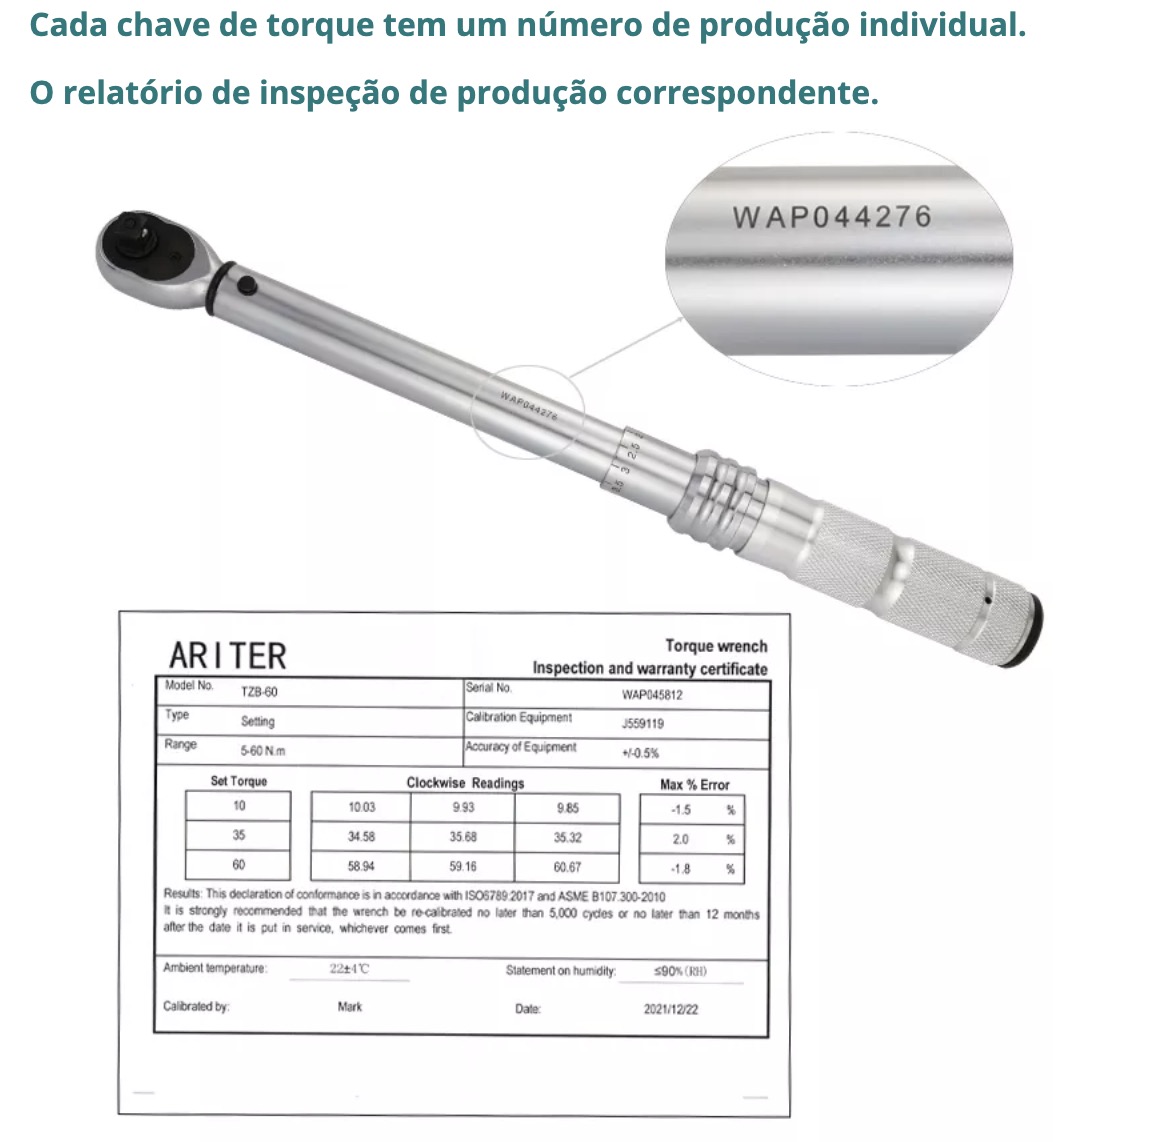 Cada chave de torque tem um número de produção individual.
O relatório de inspeção de produção correspondente.
WAP044276
WAP044276
2.5
3
3.5
ARITER
Torque wrench
Inspection and warranty certificate
Model No. TZB-60 Serial No. WAP045812
Type Setting Calibration Equipment J559119
Range 5-60 N.m Accuracy of Equipment +/-0.5%
Set Torque Clockwise Readings Max % Error
10 10.03 9.93 9.85 -1.5 %
35 34.58 35.68 35.32 2.0 %
60 58.94 59.16 60.67 -1.8 %
Results: This declaration of conformance is in accordance with ISO6789:2017 and ASME B107.300-2010
It is strongly recommended that the wrench be re-calibrated no later than 5,000 cycles or no later than 12 months
after the date it is put in service, whichever comes first.
Ambient temperature: 22±4℃ Statement on humidity: ≤90%(RH)
Calibrated by: Mark Date: 2021/12/22